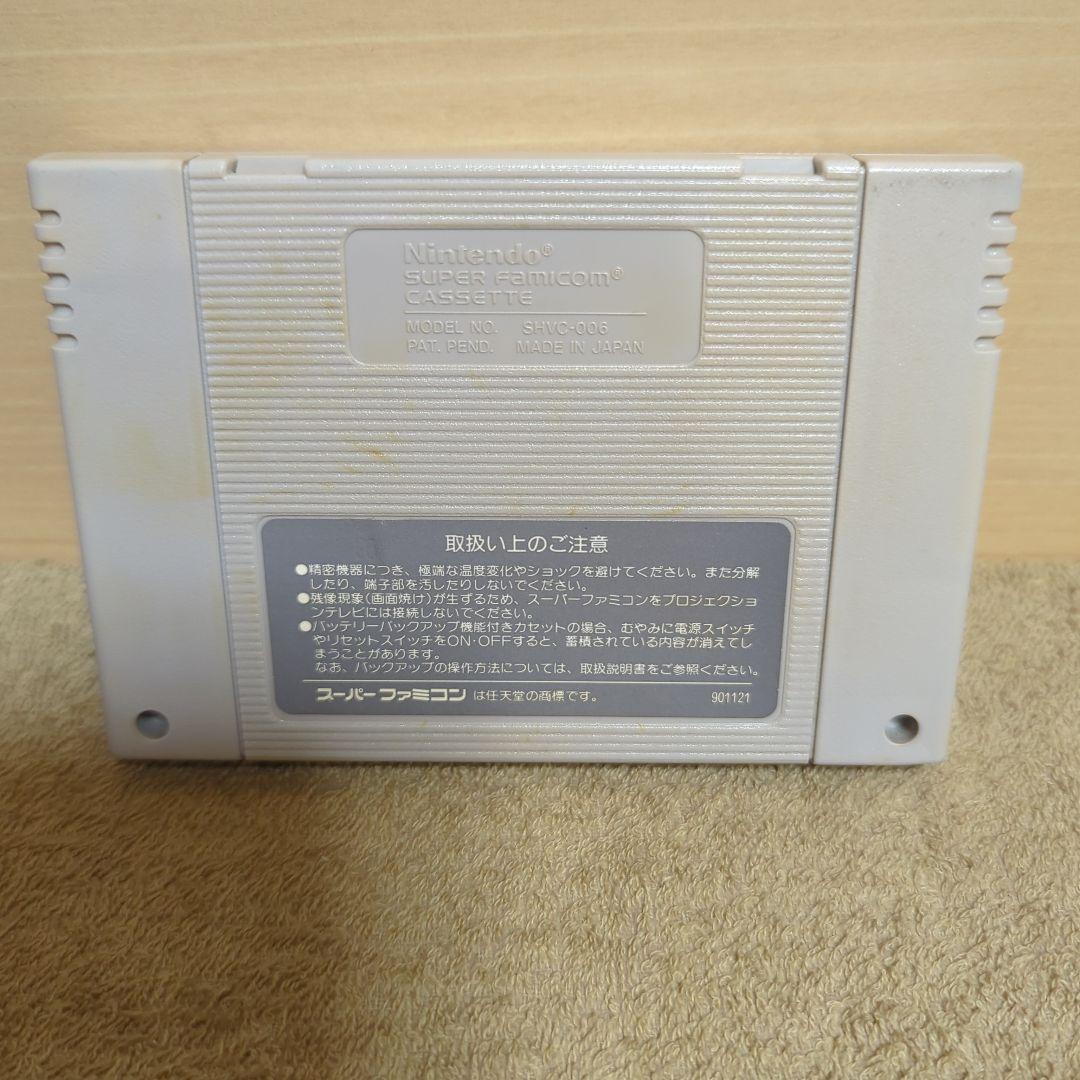 Nintendo®
SUPER FAMICOM®
CASSETTE
MODEL NO. SHVC-006
PAT. PEND. MADE IN JAPAN
取扱い上のご注意
●精密機器につき、極端な温度変化やショックを避けてください。また分解
したり、端子部を汚したりしないでください。
●残像現象(画面焼け)が生ずるため、スーパーファミコンをプロジェクショ
ンテレビには接続しないでください。
●バッテリーバックアップ機能付きカセットの場合、むやみに電源スイッチ
やリセットスイッチをON・OFFすると、蓄積されている内容が消えてし
まうことがあります。
なお、バックアップの操作方法については、取扱説明書をご参照ください。
スーパーファミコン は任天堂の商標です。 901121